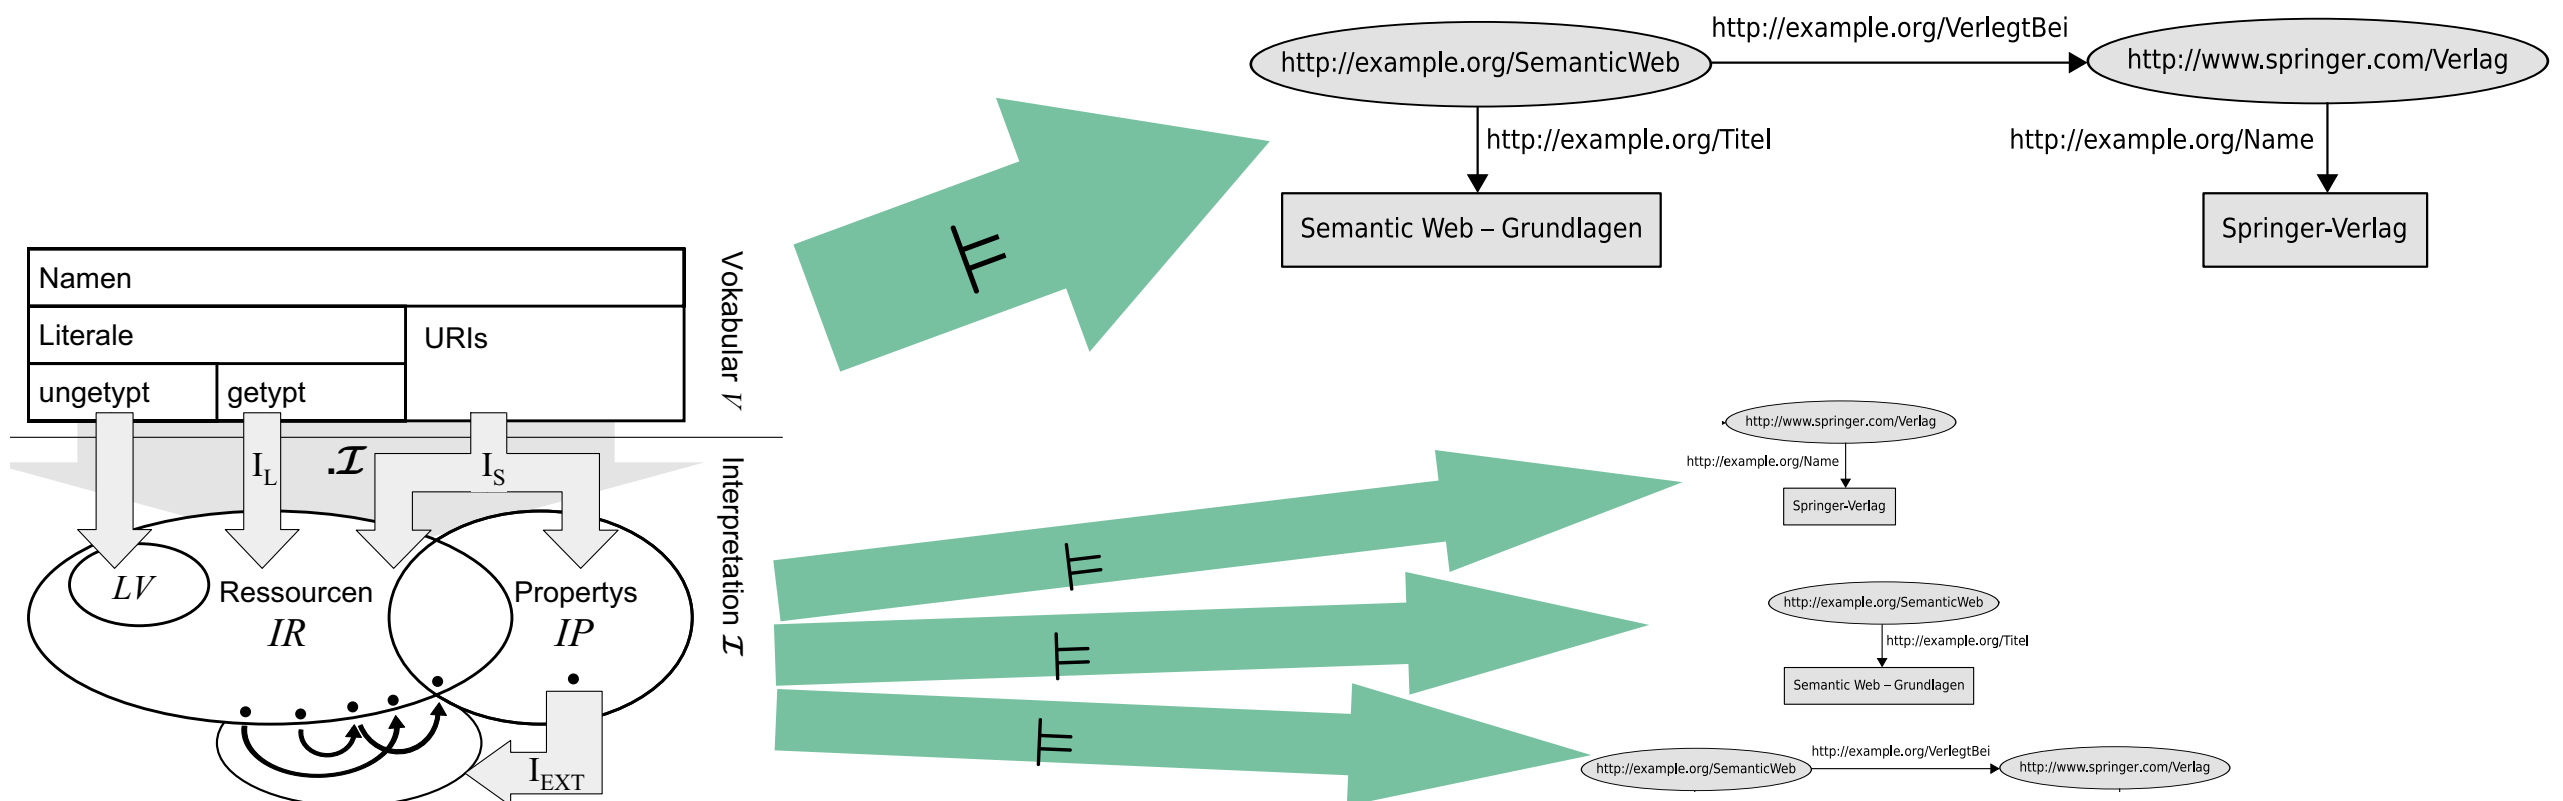 http://example.org/VerlegtBei
http://example.org/SemanticWeb
http://www.springer.com/Verlag
http://example.org/Titel
http://example.org/Name
Semantic Web – Grundlagen
Springer-Verlag
⊨
Namen
Literale
URIs
ungetypt
getypt
Vokabular V
I_L
.ℐ
I_S
Interpretation ℐ
LV
Ressourcen
IR
Propertys
IP
I_EXT
⊨
http://www.springer.com/Verlag
http://example.org/Name
Springer-Verlag
⊨
http://example.org/SemanticWeb
http://example.org/Titel
Semantic Web – Grundlagen
⊨
http://example.org/VerlegtBei
http://example.org/SemanticWeb
http://www.springer.com/Verlag